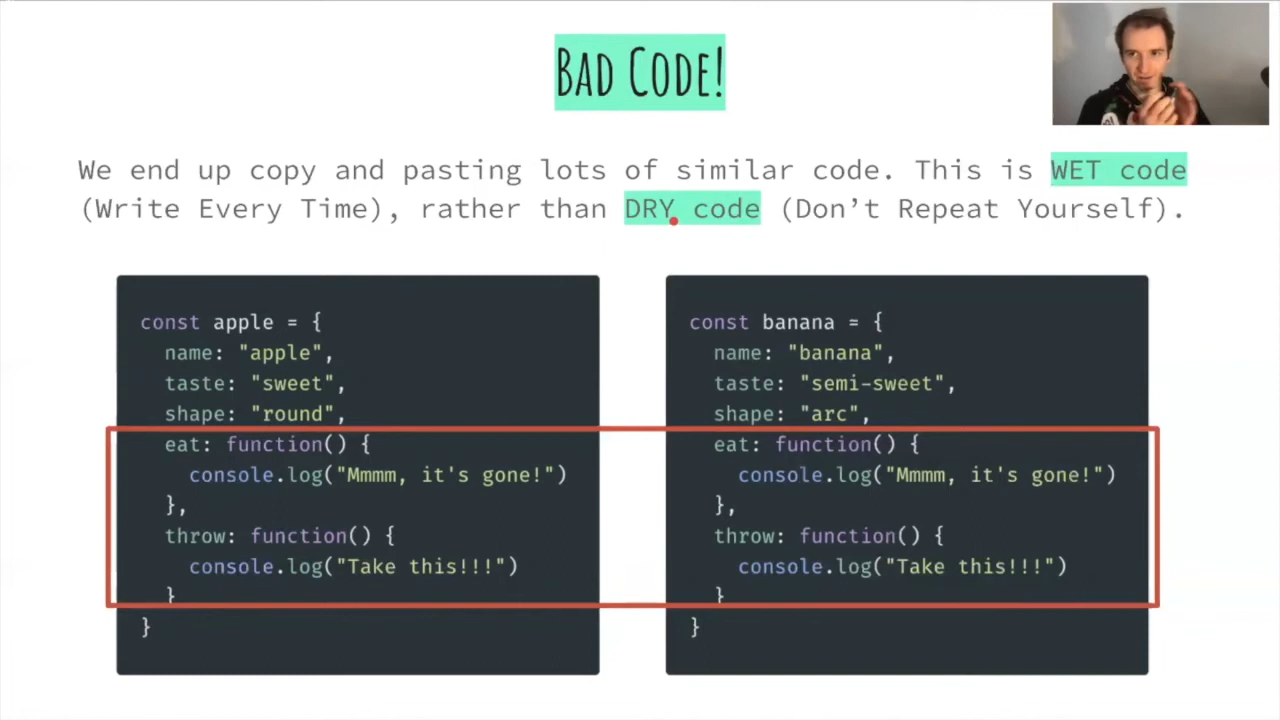 BAD CODE!
We end up copy and pasting lots of similar code. This is WET code
(Write Every Time), rather than DRY code (Don’t Repeat Yourself).
const apple = {
name: "apple",
taste: "sweet",
shape: "round",
eat: function() {
console.log("Mmmm, it's gone!")
},
throw: function() {
console.log("Take this!!!")
}
}
const banana = {
name: "banana",
taste: "semi-sweet",
shape: "arc",
eat: function() {
console.log("Mmmm, it's gone!")
},
throw: function() {
console.log("Take this!!!")
}
}